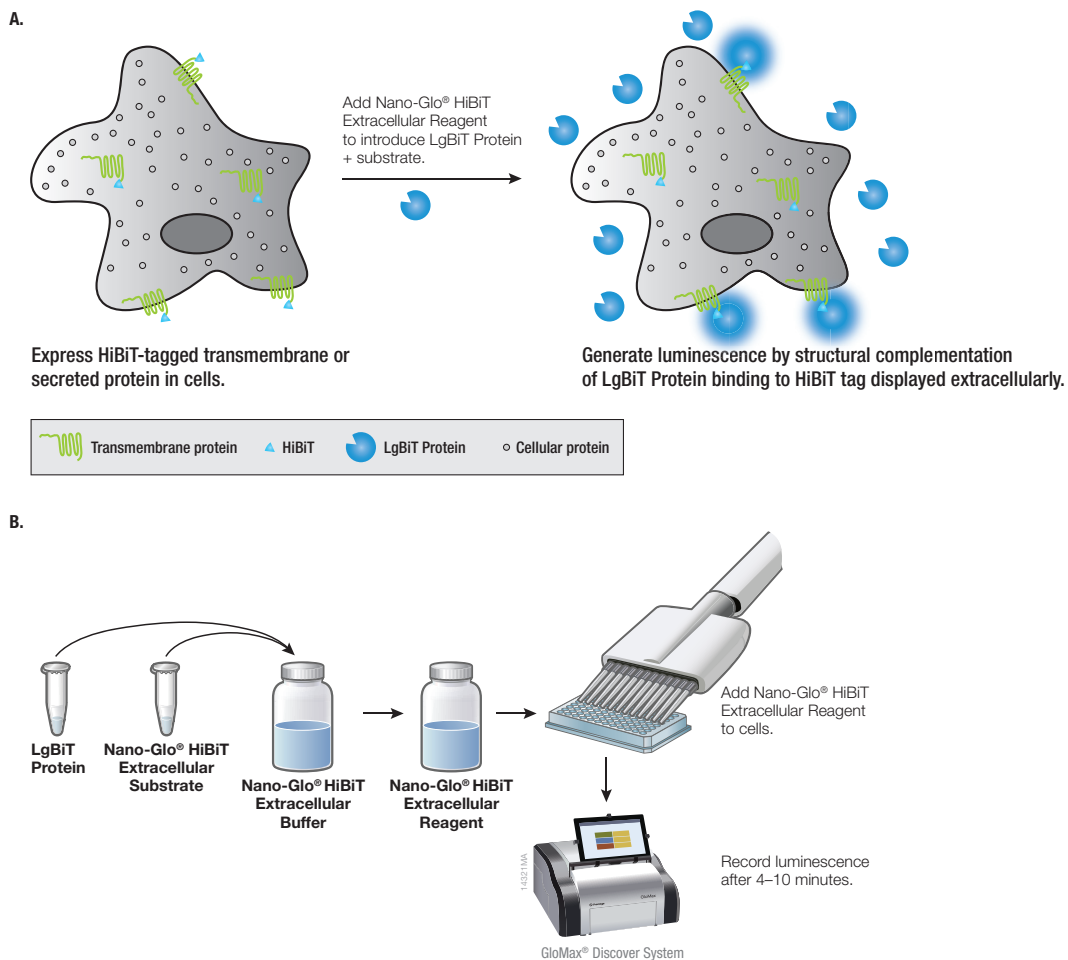 A.
Add Nano-Glo® HiBiT
Extracellular Reagent
to introduce LgBiT Protein
+ substrate.
Express HiBiT-tagged transmembrane or
secreted protein in cells.
Generate luminescence by structural complementation
of LgBiT Protein binding to HiBiT tag displayed extracellularly.
Transmembrane protein
HiBiT
LgBiT Protein
Cellular protein
B.
LgBiT
Protein
Nano-Glo® HiBiT
Extracellular
Substrate
Nano-Glo® HiBiT
Extracellular
Buffer
Nano-Glo® HiBiT
Extracellular
Reagent
Add Nano-Glo® HiBiT
Extracellular Reagent
to cells.
14321MA
GloMax
Record luminescence
after 4–10 minutes.
GloMax® Discover System